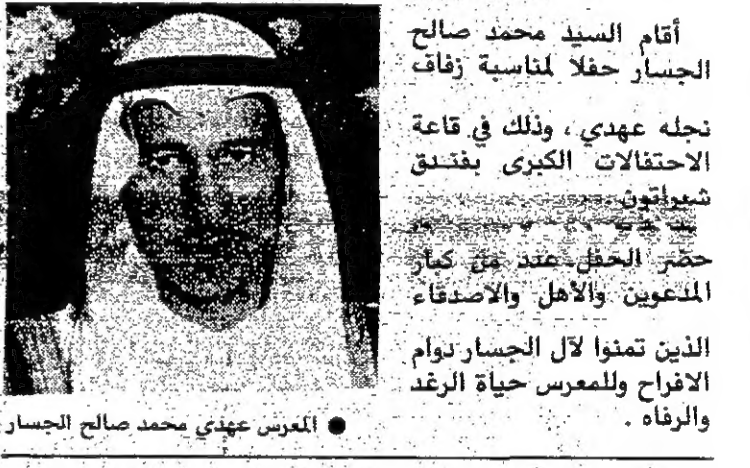 أقام السيد محمد صالح
الجسار حفلا لمناسبة زفاف
نجله عهدي ، وذلك في قاعة
الاحتفالات الكبرى بفندق
شيراتون .
حضر الحفل عدد من كبار
المدعوين والأهل والاصدقاء
الذين تمنوا لآل الجسار دوام
الافراح وللمعرس حياة الرغد
والرفاه .
● المعرس عهدي محمد صالح الجسار